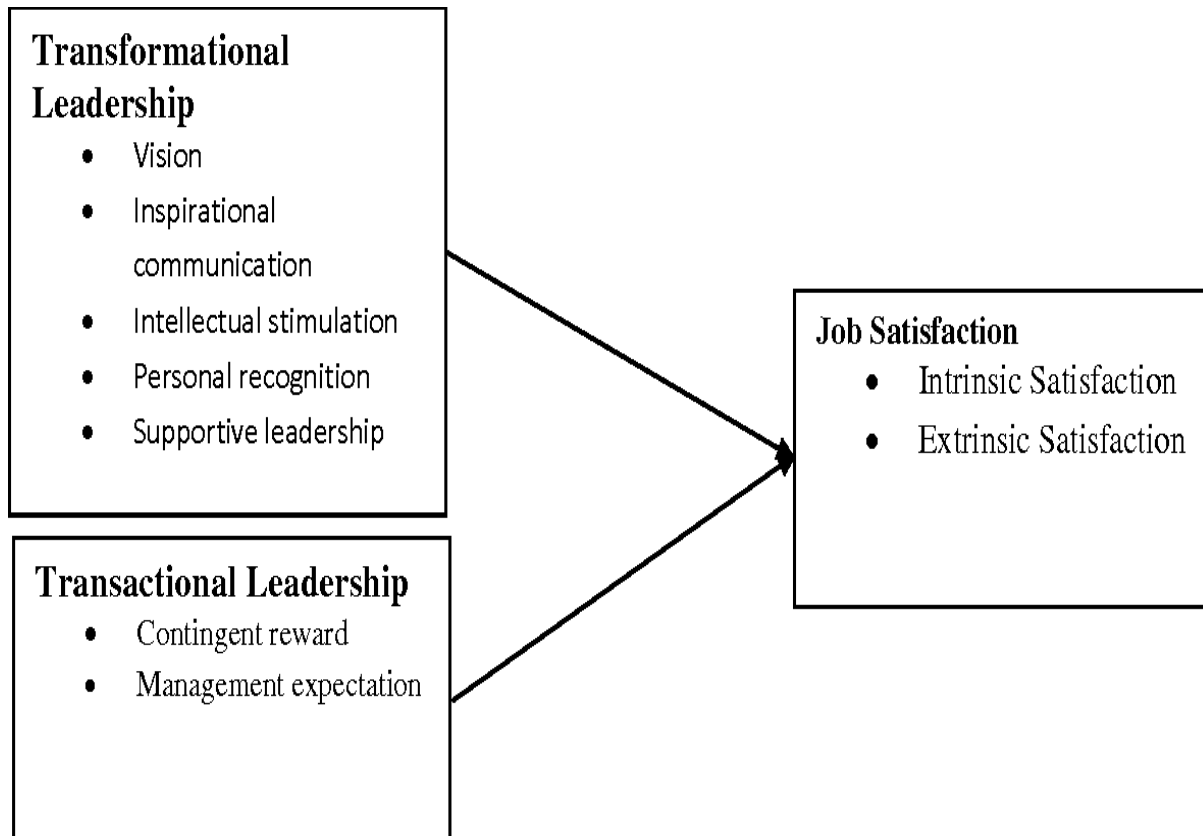 Transformational
Leadership
• Vision
• Inspirational
communication
• Intellectual stimulation
• Personal recognition
• Supportive leadership
Transactional Leadership
• Contingent reward
• Management expectation
Job Satisfaction
• Intrinsic Satisfaction
• Extrinsic Satisfaction